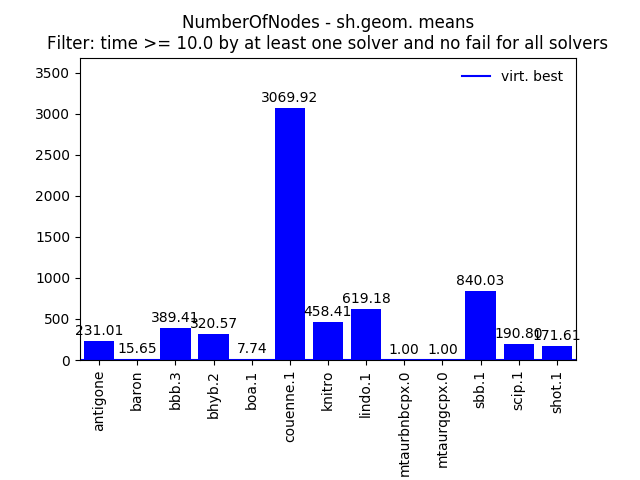 NumberOfNodes - sh.geom. means
Filter: time >= 10.0 by at least one solver and no fail for all solvers
virt. best
3500
3000
2500
2000
1500
1000
500
0
231.01
15.65
389.41
320.57
7.74
3069.92
458.41
619.18
1.00
1.00
840.03
190.80
171.61
antigone
baron
bbb.3
bhyb.2
boa.1
couenne.1
knitro
lindo.1
mtaurbnbcpx.0
mtaurqgcpx.0
sbb.1
scip.1
shot.1